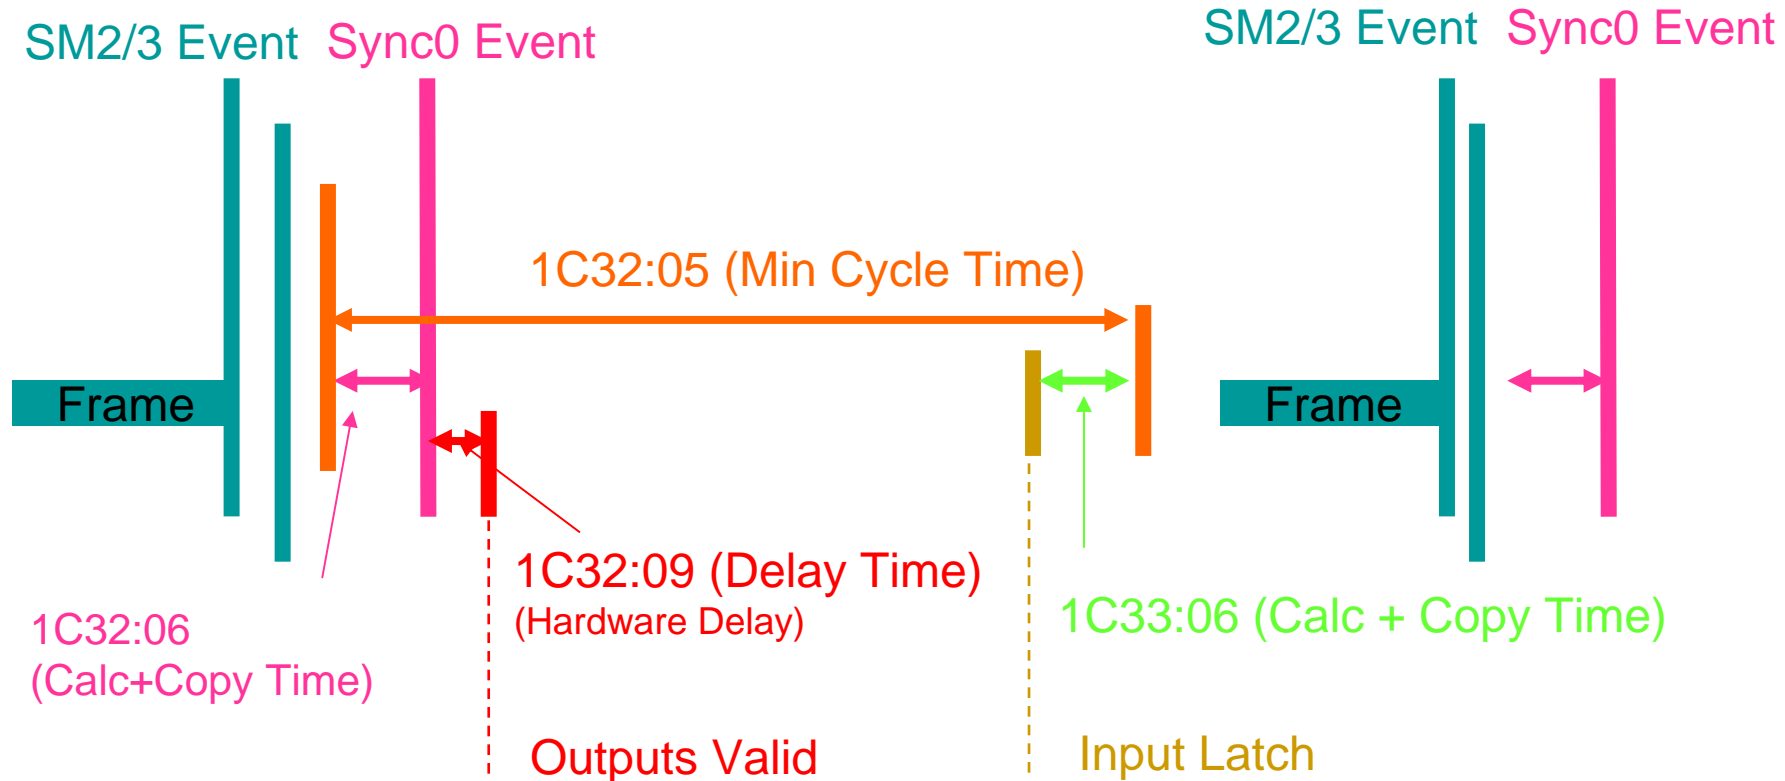 SM2/3 Event
Sync0 Event
SM2/3 Event
Sync0 Event
1C32:05 (Min Cycle Time)
Frame
Frame
1C32:09 (Delay Time)
(Hardware Delay)
1C32:06
(Calc+Copy Time)
1C33:06 (Calc + Copy Time)
Outputs Valid
Input Latch